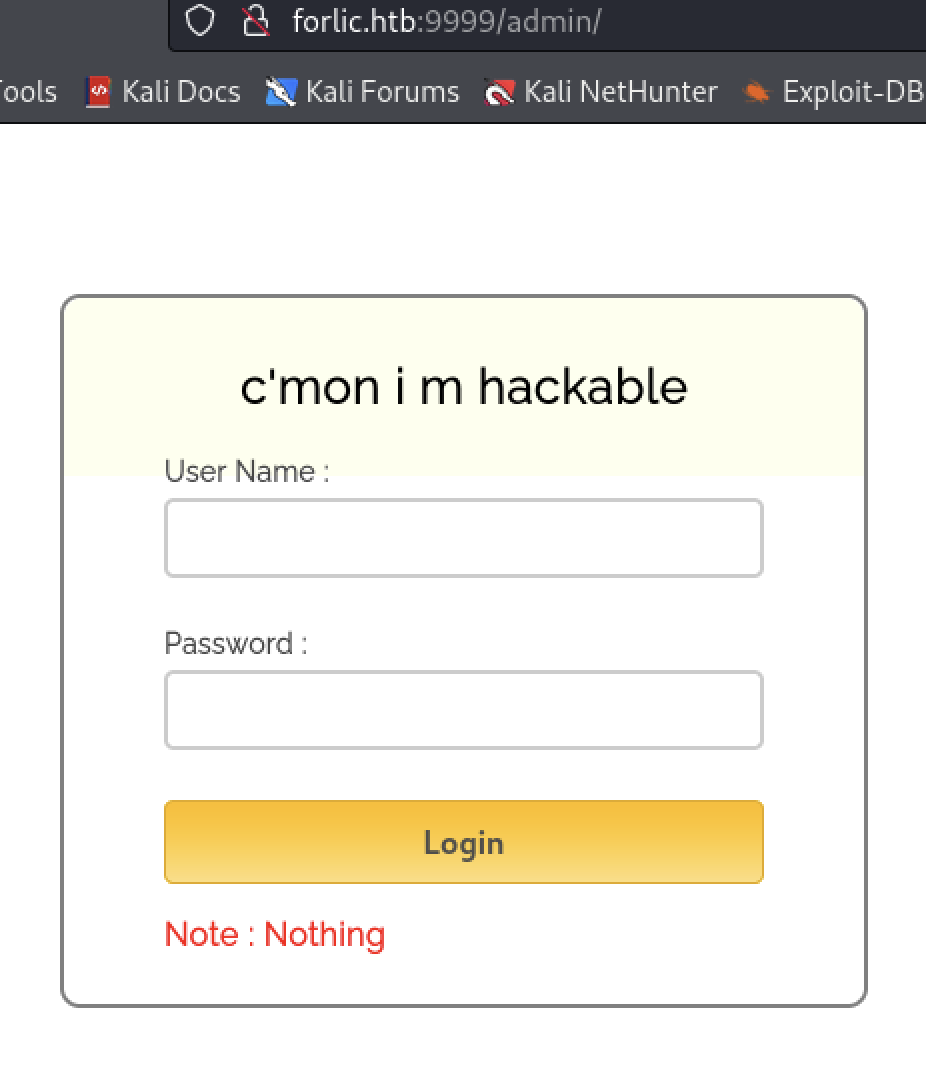 forlic.htb:9999/admin/
Tools Kali Docs Kali Forums Kali NetHunter Exploit-DB
c'mon i m hackable
User Name :
Password :
Login
Note : Nothing